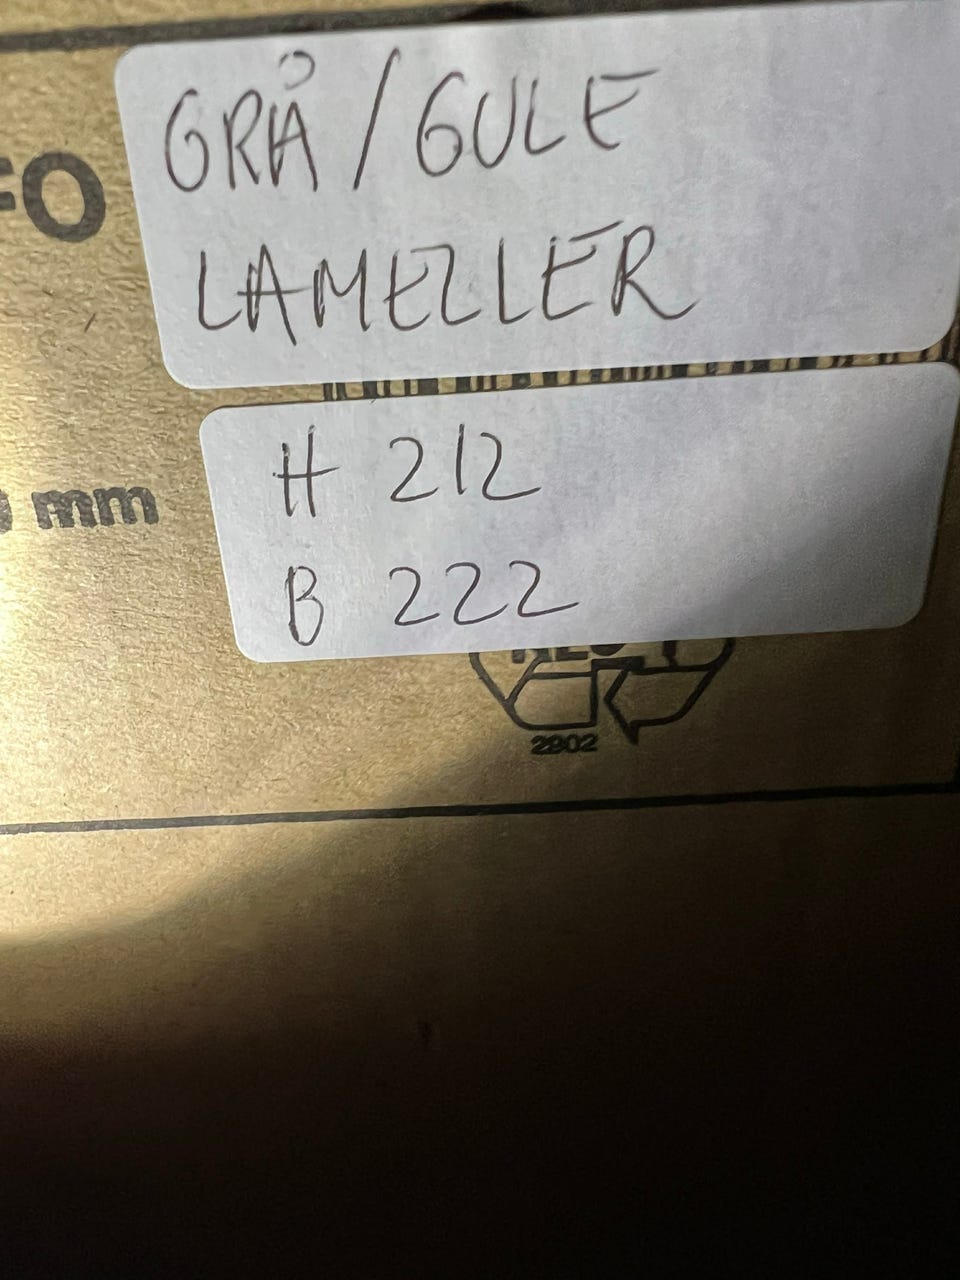 GRÅ / GULE
LAMELLER
FO
H 212
mm
B 222
2902